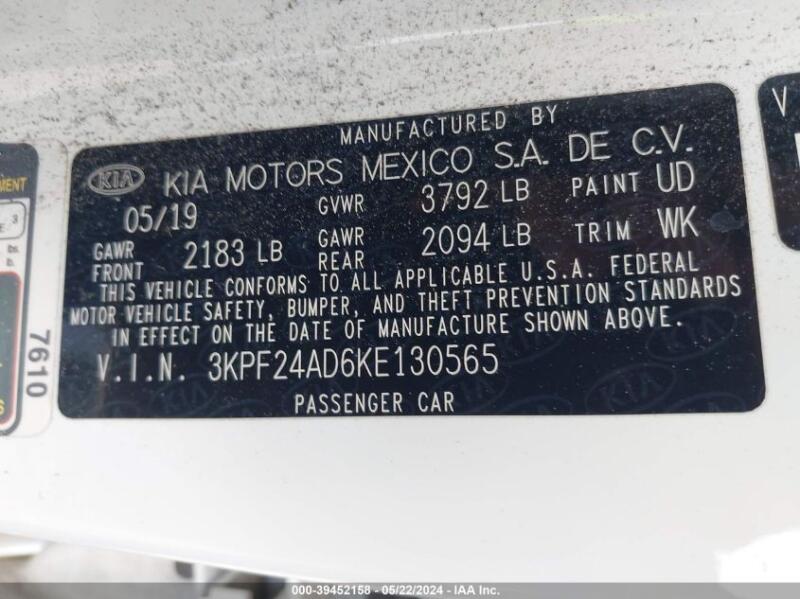 MANUFACTURED BY
KIA KIA MOTORS MEXICO S.A. DE C.V.
05/19 GVWR 3792 LB PAINT UD
GAWR FRONT 2183 LB GAWR REAR 2094 LB TRIM WK
THIS VEHICLE CONFORMS TO ALL APPLICABLE U.S.A. FEDERAL
MOTOR VEHICLE SAFETY, BUMPER, AND THEFT PREVENTION STANDARDS
IN EFFECT ON THE DATE OF MANUFACTURE SHOWN ABOVE.
V.I.N. 3KPF24AD6KE130565
PASSENGER CAR
7610
3
lbs.
V
000-39452158 - 05/22/2024 - IAA Inc.